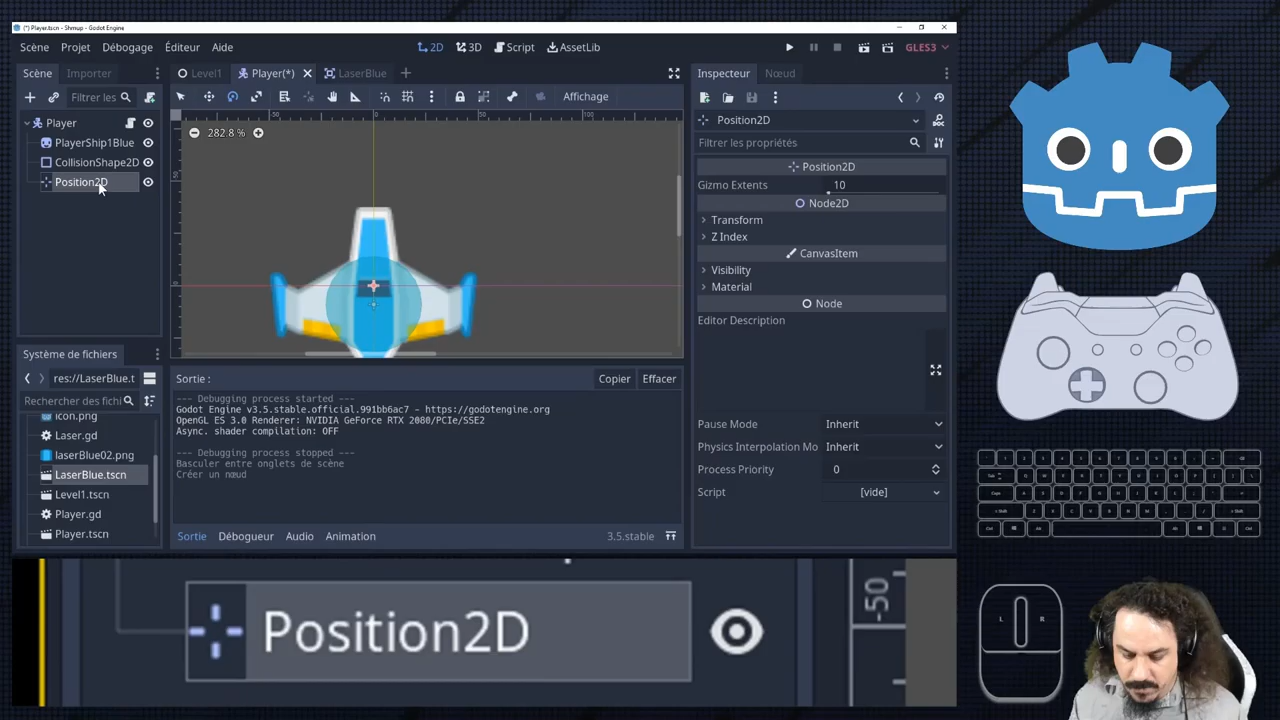 (*) Player.tscn - Shmup - Godot Engine
Scène Projet Débogage Éditeur Aide
2D 3D Script AssetLib
GLES3
Scène Importer
Level1 Player(*) LaserBlue
Inspecteur Nœud
Filtrer les
Affichage
Player
PlayerShip1Blue
CollisionShape2D
Position2D
282.8 %
0 50 100
-50
0
Position2D
Filtrer les propriétés
Position2D
Gizmo Extents 10
Node2D
Transform
Z Index
CanvasItem
Visibility
Material
Node
Editor Description
Pause Mode Inherit
Physics Interpolation Mo Inherit
Process Priority 0
Script [vide]
Système de fichiers
res://LaserBlue.t
Rechercher des fichi
icon.png
Laser.gd
laserBlue02.png
LaserBlue.tscn
Level1.tscn
Player.gd
Player.tscn
Sortie : Copier Effacer
--- Debugging process started ---
Godot Engine v3.5.stable.official.991bb6ac7 - https://godotengine.org
OpenGL ES 3.0 Renderer: NVIDIA GeForce RTX 2080/PCIe/SSE2
Async. shader compilation: OFF
--- Debugging process stopped ---
Basculer entre onglets de scène
Créer un nœud
Sortie Débogueur Audio Animation 3.5.stable
Position2D
-50
L R